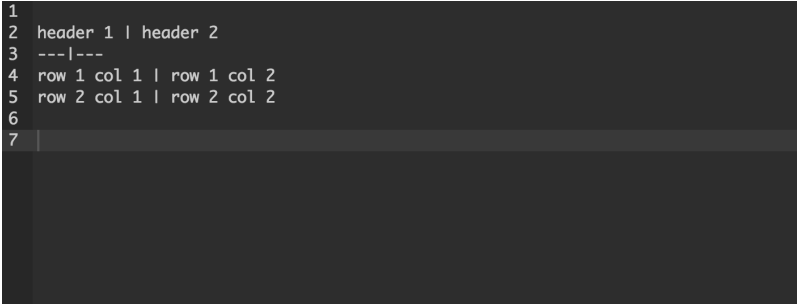 1
2 header 1 | header 2
3 ---|---
4 row 1 col 1 | row 1 col 2
5 row 2 col 1 | row 2 col 2
6
7